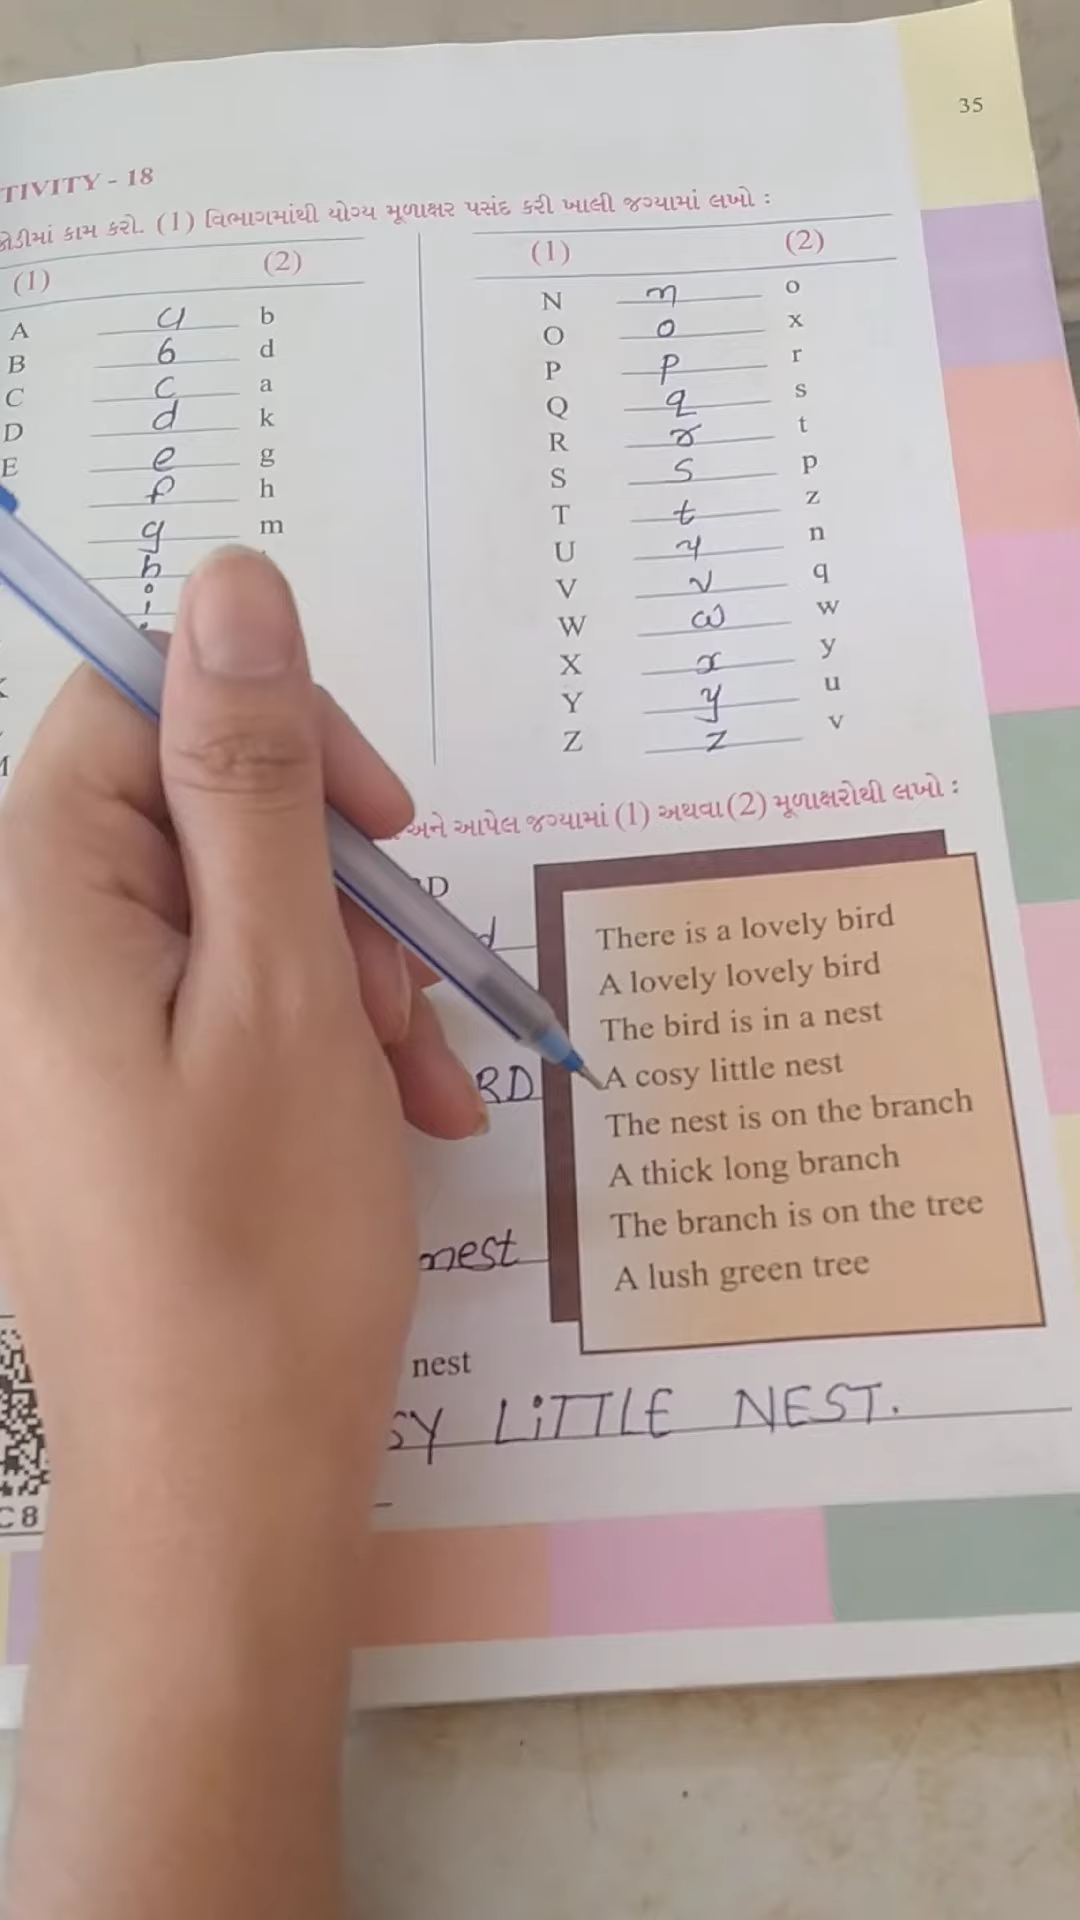 35
TIVITY - 18
જોડીમાં કામ કરો. (1) વિભાગમાંથી યોગ્ય મૂળાક્ષર પસંદ કરી ખાલી જગ્યામાં લખો :
(1) (2)
A a b
B b d
C c a
D d k
E e g
f h
g m
h
i
(1) (2)
N n o
O o x
P p r
Q q s
R r t
S s p
T t z
U u n
V v q
W w w
X x y
Y y u
Z z v
અને આપેલ જગ્યામાં (1) અથવા (2) મૂળાક્ષરોથી લખો :
D
d
RD
nest
nest
SY LiTTLE NEST.
There is a lovely bird
A lovely lovely bird
The bird is in a nest
A cosy little nest
The nest is on the branch
A thick long branch
The branch is on the tree
A lush green tree
C8